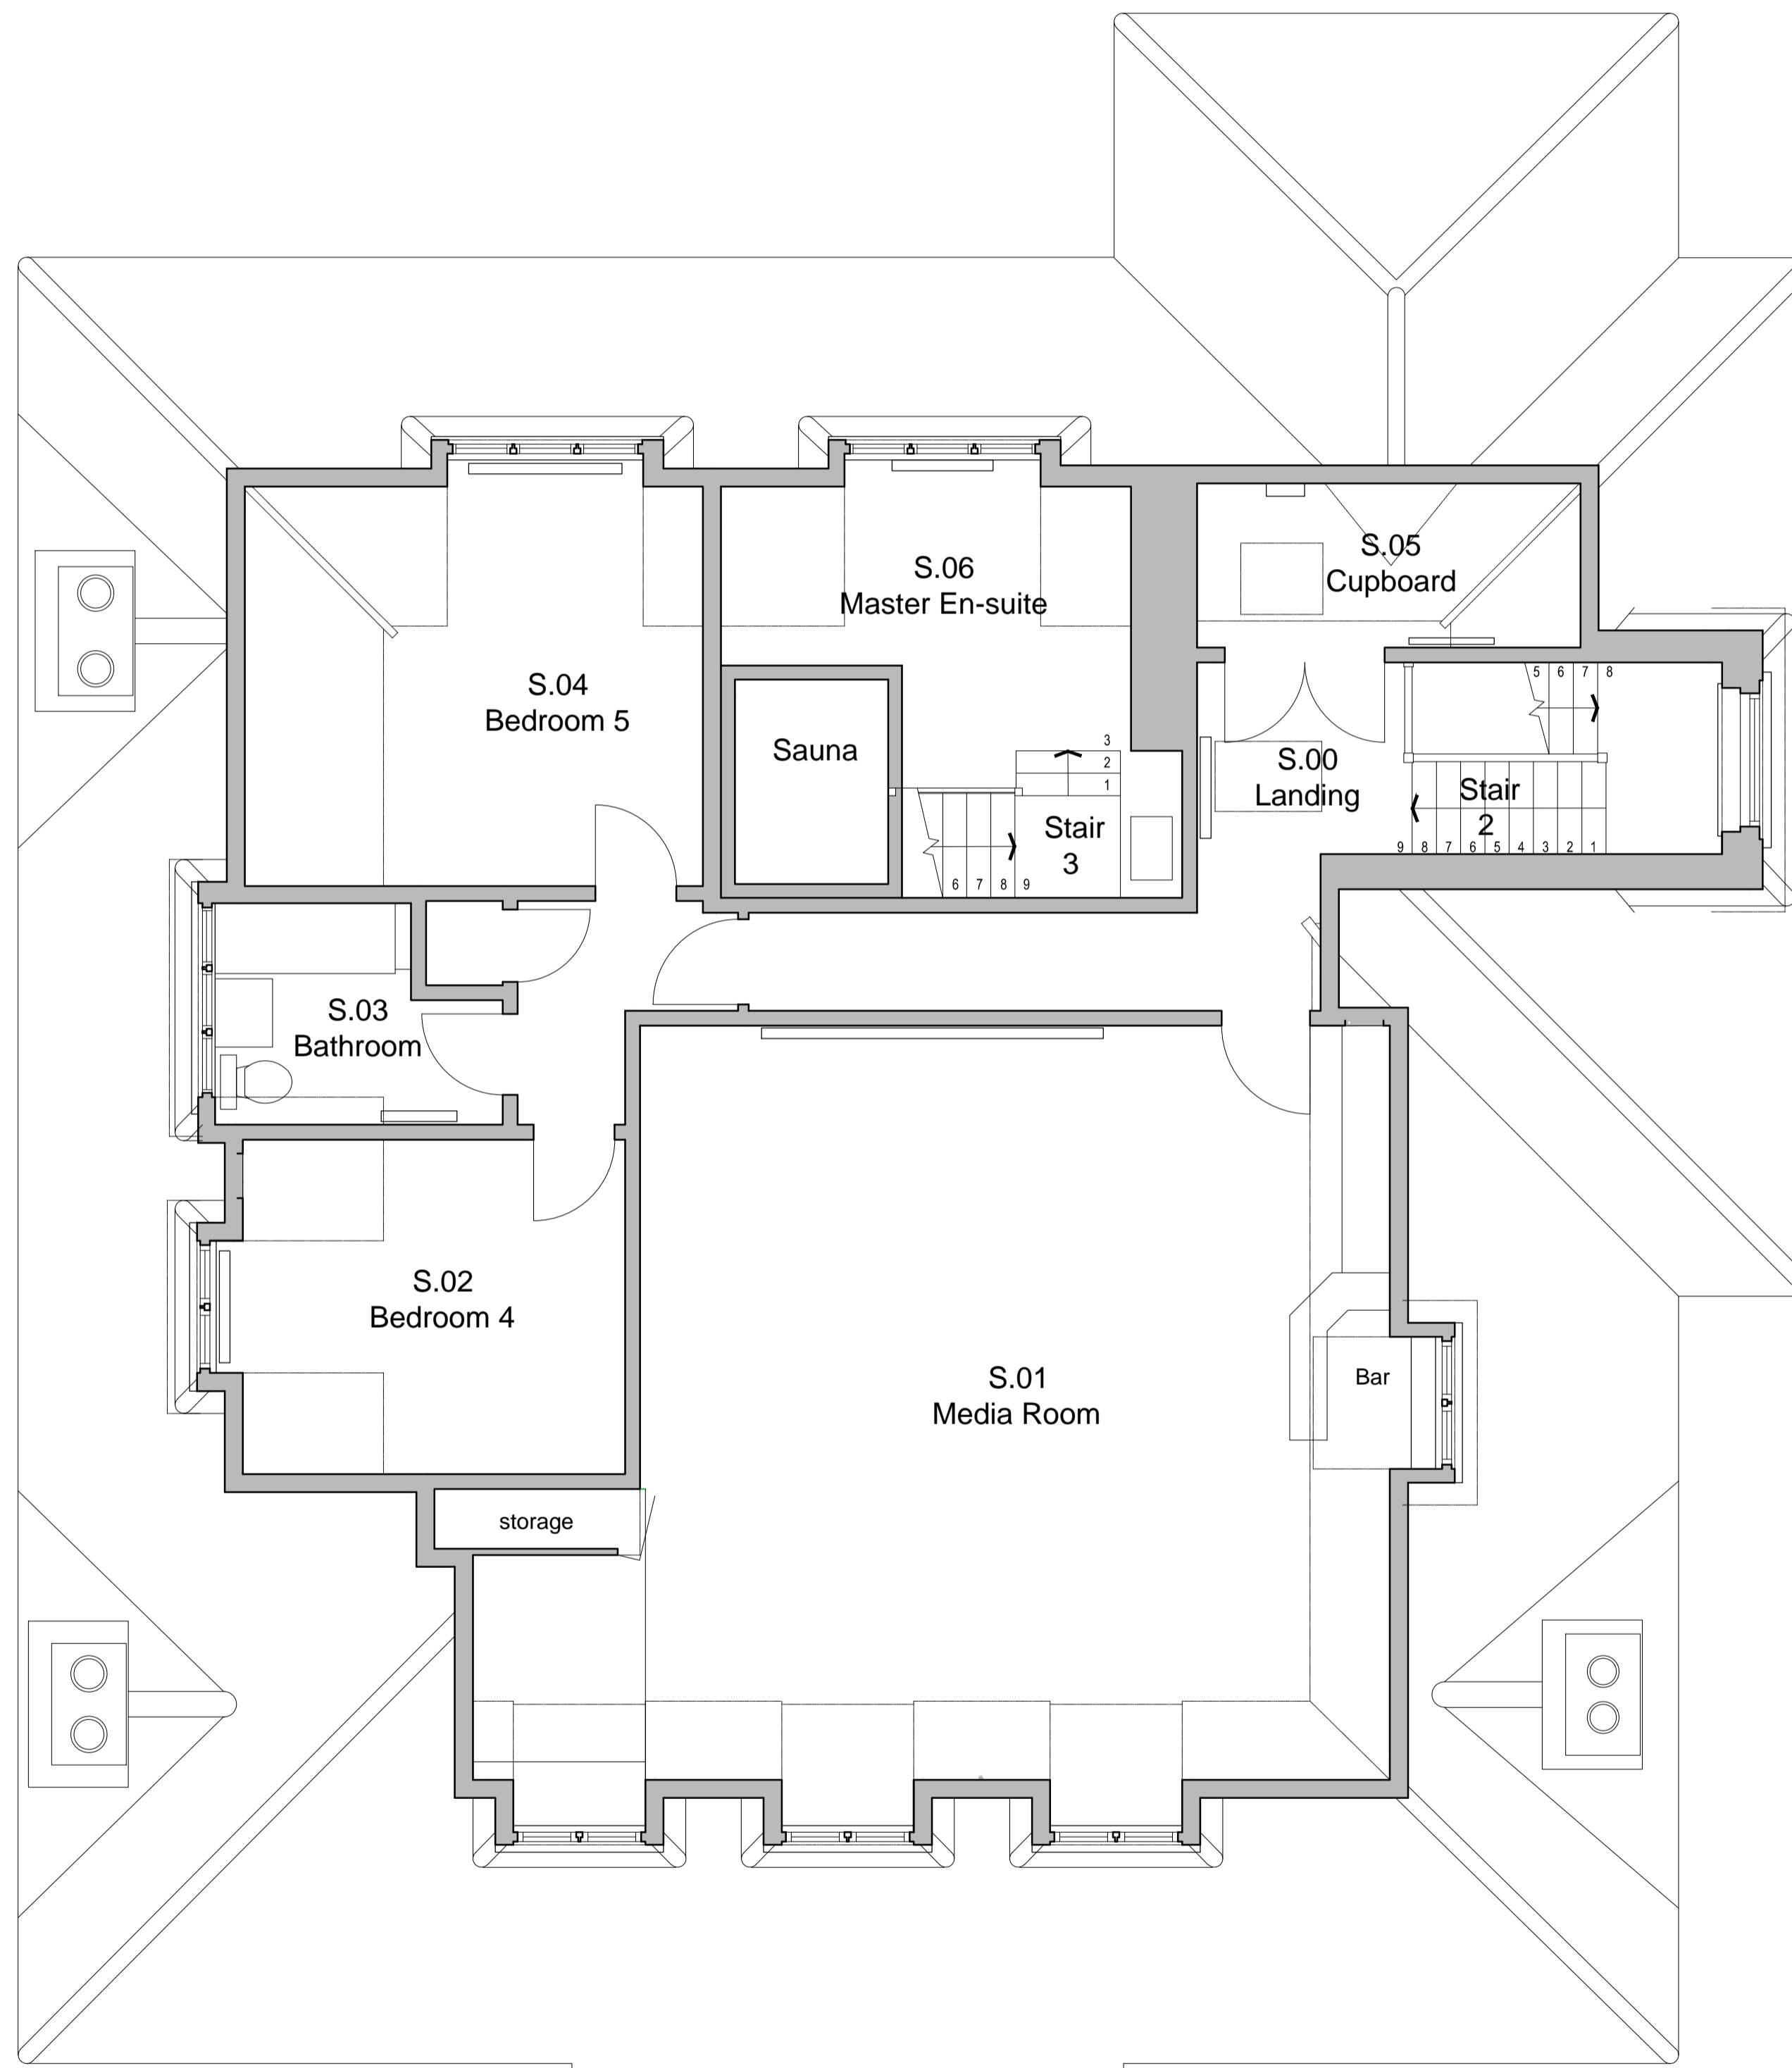 S.05
Cupboard
S.06
Master En-suite
5 6 7 8
S.04
Bedroom 5
Sauna
3
2
1
S.00
Landing
Stair
2
9 8 7 6 5 4 3 2 1
Stair
3
6 7 8 9
S.03
Bathroom
S.02
Bedroom 4
S.01
Media Room
Bar
storage